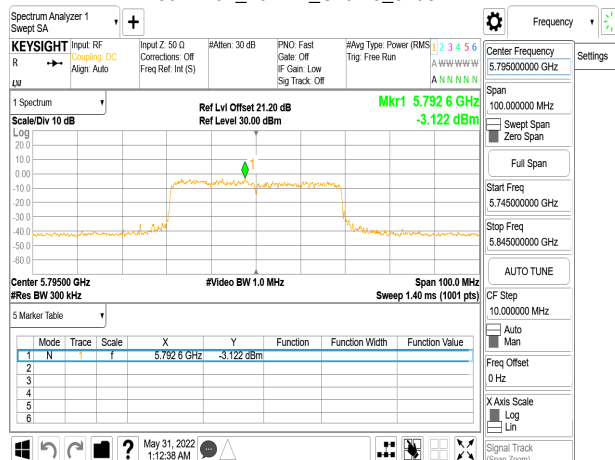 Spectrum Analyzer 1
Swept SA
Frequency
Settings
KEYSIGHT
R
Input: RF
Coupling: DC
Align: Auto
Input Z: 50 Ω
Corrections: Off
Freq Ref: Int (S)
#Atten: 30 dB
PNO: Fast
Gate: Off
IF Gain: Low
Sig Track: Off
#Avg Type: Power (RMS
Trig: Free Run
1 2 3 4 5 6
A W W W W W
A N N N N N
1 Spectrum
Scale/Div 10 dB
Ref Lvl Offset 21.20 dB
Ref Level 30.00 dBm
Mkr1 5.792 6 GHz
-3.122 dBm
Log
20.0
10.0
0.00
-10.0
-20.0
-30.0
-40.0
-50.0
-60.0
1
Center 5.79500 GHz
#Res BW 300 kHz
#Video BW 1.0 MHz
Span 100.0 MHz
Sweep 1.40 ms (1001 pts)
5 Marker Table
Mode Trace Scale X Y Function Function Width Function Value
1 N 1 f 5.792 6 GHz -3.122 dBm
2
3
4
5
6
May 31, 2022
1:12:38 AM
Center Frequency
5.795000000 GHz
Span
100.000000 MHz
Swept Span
Zero Span
Full Span
Start Freq
5.745000000 GHz
Stop Freq
5.845000000 GHz
AUTO TUNE
CF Step
10.000000 MHz
Auto
Man
Freq Offset
0 Hz
X Axis Scale
Log
Lin
Signal Track
(Span Zoom)